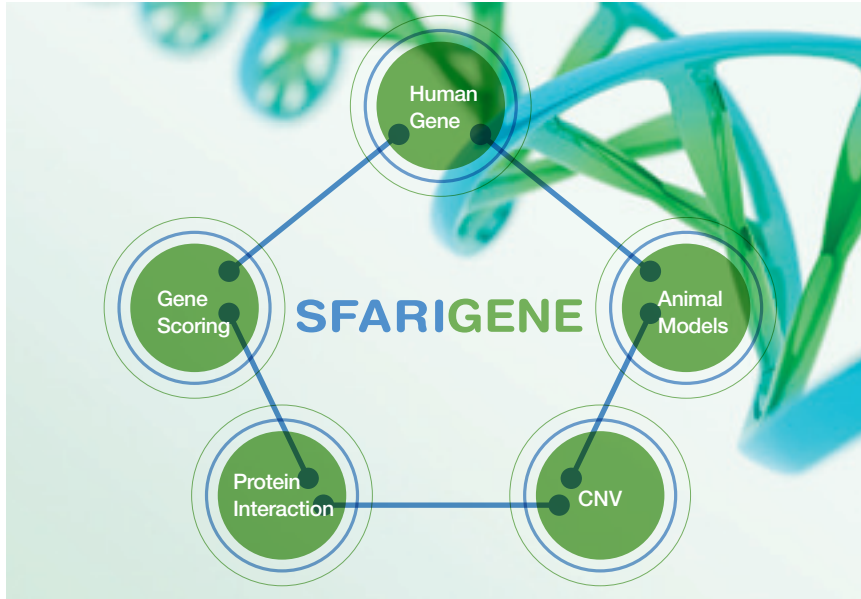 Human
Gene
Gene
Scoring
SFARIGENE
Animal
Models
Protein
Interaction
CNV